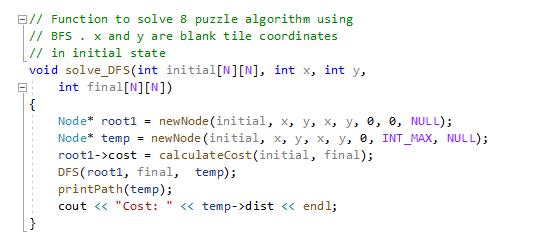 // Function to solve 8 puzzle algorithm using
// BFS . x and y are blank tile coordinates
// in initial state
void solve_DFS(int initial[N][N], int x, int y,
    int final[N][N])
{
    Node* root1 = newNode(initial, x, y, x, y, 0, 0, NULL);
    Node* temp = newNode(initial, x, y, x, y, 0, INT_MAX, NULL);
    root1->cost = calculateCost(initial, final);
    DFS(root1, final,  temp);
    printPath(temp);
    cout << "Cost: " << temp->dist << endl;
}